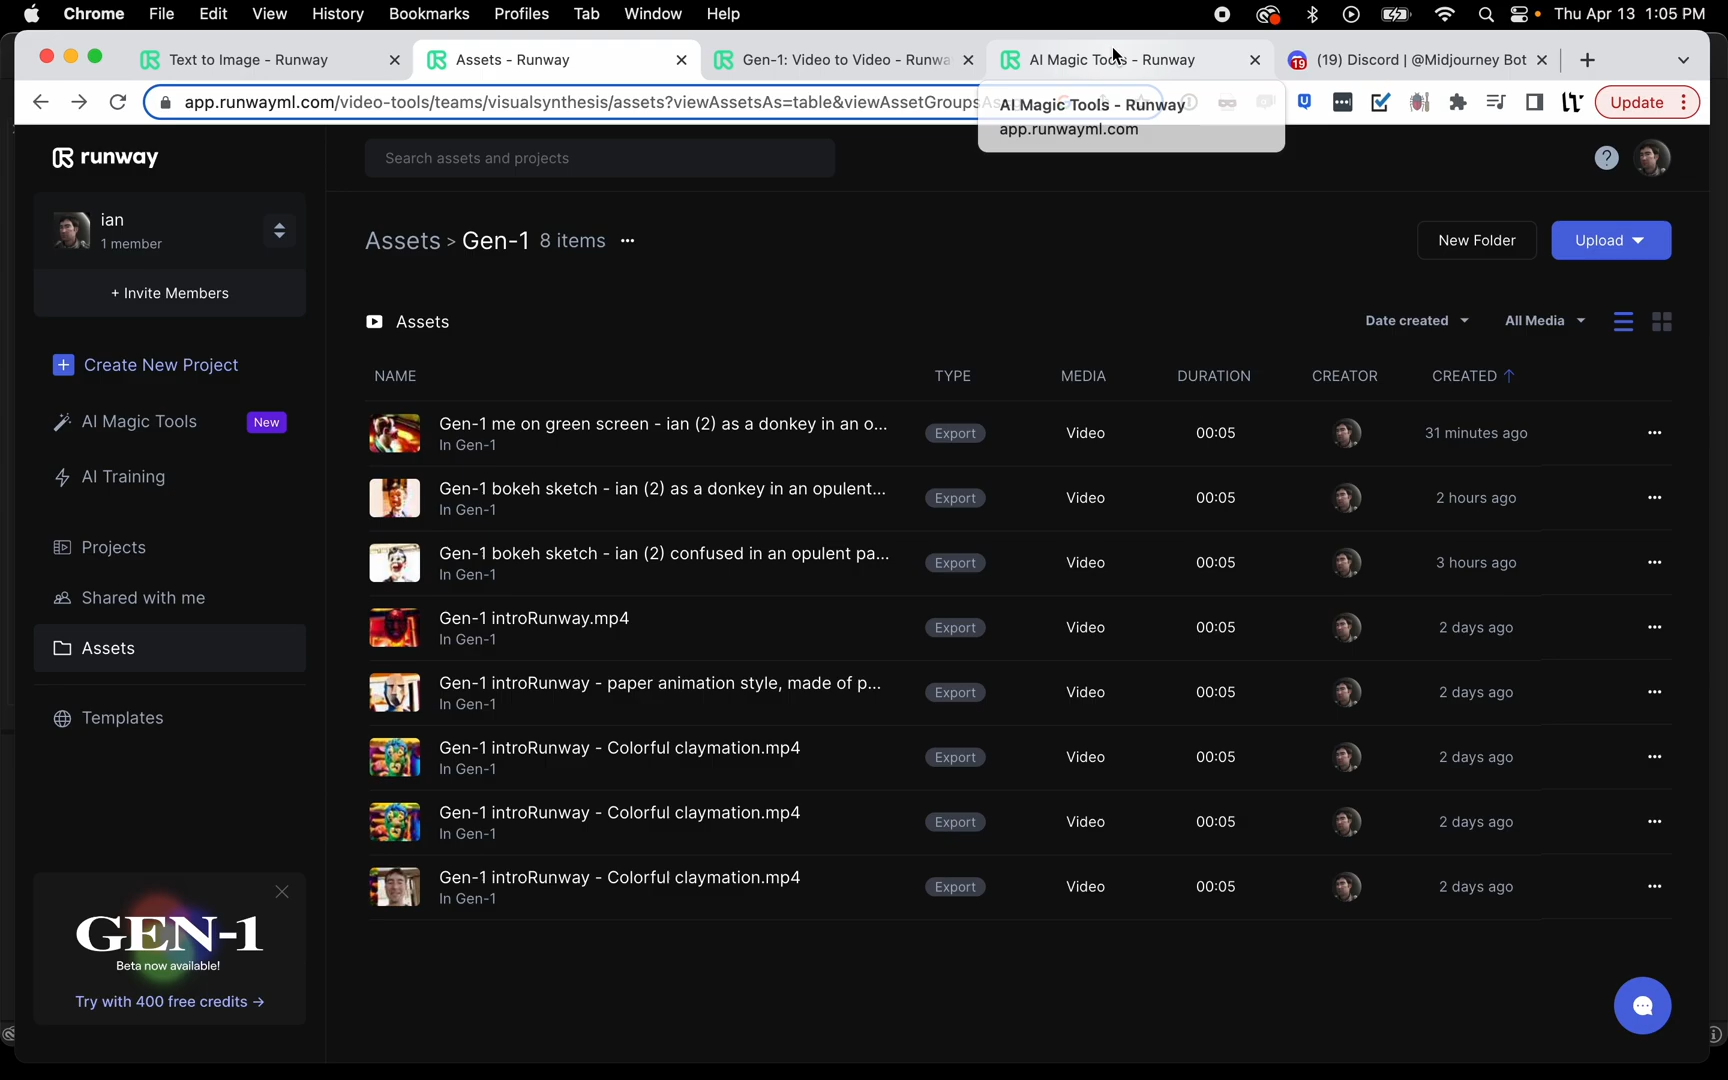 Chrome File Edit View History Bookmarks Profiles Tab Window Help Thu Apr 13 1:05 PM
Text to Image - Runway Assets - Runway Gen-1: Video to Video - Runwa AI Magic Tools - Runway 19 (19) Discord | @Midjourney Bot
app.runwayml.com/video-tools/teams/visualsynthesis/assets?viewAssetsAs=table&viewAssetGroups Update
AI Magic Tools - Runway
app.runwayml.com
runway
Search assets and projects
?
ian
1 member
+ Invite Members
Assets > Gen-1 8 items ...
New Folder Upload
Create New Project
AI Magic Tools New
AI Training
Projects
Shared with me
Assets
Templates
Assets
Date created All Media
NAME TYPE MEDIA DURATION CREATOR CREATED ↑
Gen-1 me on green screen - ian (2) as a donkey in an o...
In Gen-1
Export Video 00:05 31 minutes ago ...
Gen-1 bokeh sketch - ian (2) as a donkey in an opulent...
In Gen-1
Export Video 00:05 2 hours ago ...
Gen-1 bokeh sketch - ian (2) confused in an opulent pa...
In Gen-1
Export Video 00:05 3 hours ago ...
Gen-1 introRunway.mp4
In Gen-1
Export Video 00:05 2 days ago ...
Gen-1 introRunway - paper animation style, made of p...
In Gen-1
Export Video 00:05 2 days ago ...
Gen-1 introRunway - Colorful claymation.mp4
In Gen-1
Export Video 00:05 2 days ago ...
Gen-1 introRunway - Colorful claymation.mp4
In Gen-1
Export Video 00:05 2 days ago ...
Gen-1 introRunway - Colorful claymation.mp4
In Gen-1
Export Video 00:05 2 days ago ...
GEN-1
Beta now available!
Try with 400 free credits →